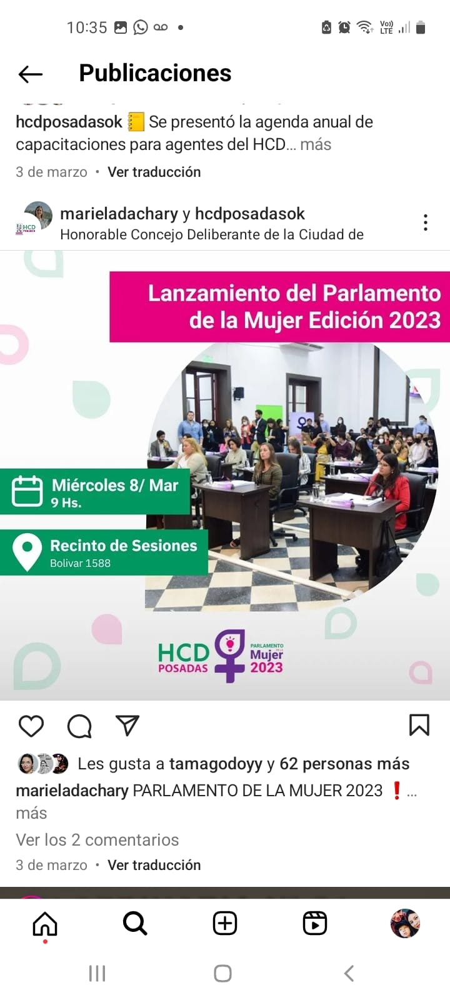 10:35
Vo))
LTE
Publicaciones
hcdposadasok 📒 Se presentó la agenda anual de
capacitaciones para agentes del HCD... más
3 de marzo • Ver traducción
marieladachary y hcdposadasok
Honorable Concejo Deliberante de la Ciudad de
HCD
POSADAS
Lanzamiento del Parlamento
de la Mujer Edición 2023
Miércoles 8/ Mar
9 Hs.
Recinto de Sesiones
Bolivar 1588
HCD
POSADAS
PARLAMENTO
DE LA
Mujer
2023
Les gusta a tamagodoyy y 62 personas más
marieladachary PARLAMENTO DE LA MUJER 2023 ❗...
más
Ver los 2 comentarios
3 de marzo • Ver traducción